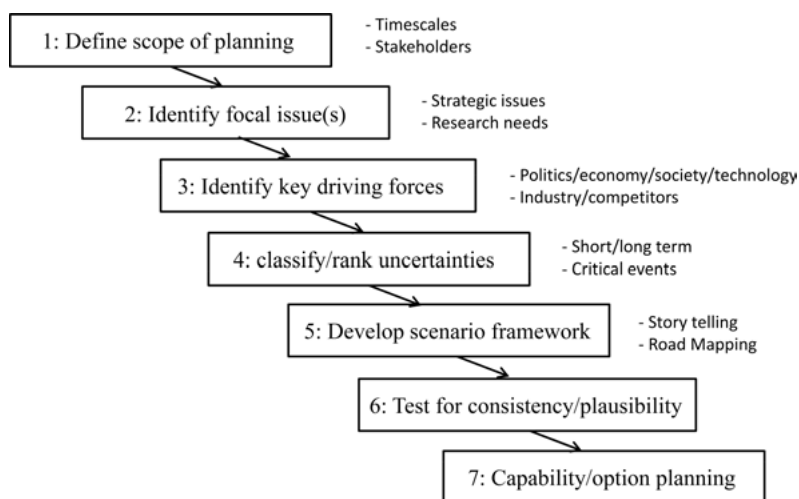 1: Define scope of planning
- Timescales
- Stakeholders
2: Identify focal issue(s)
- Strategic issues
- Research needs
3: Identify key driving forces
- Politics/economy/society/technology
- Industry/competitors
4: classify/rank uncertainties
- Short/long term
- Critical events
5: Develop scenario framework
- Story telling
- Road Mapping
6: Test for consistency/plausibility
7: Capability/option planning